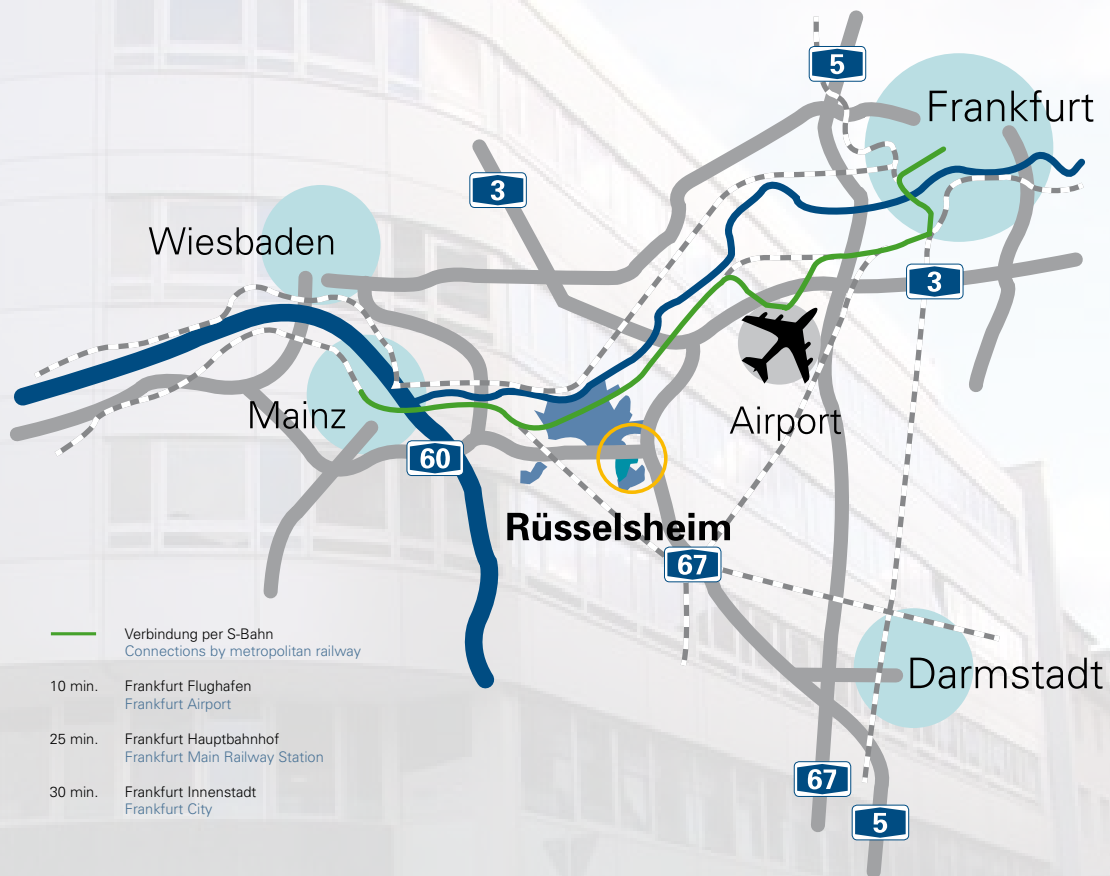 5
Frankfurt
3
Wiesbaden
3
Mainz
Airport
60
Rüsselsheim
67
Verbindung per S-Bahn
Connections by metropolitan railway
10 min.
Frankfurt Flughafen
Frankfurt Airport
Darmstadt
25 min.
Frankfurt Hauptbahnhof
Frankfurt Main Railway Station
67
30 min.
Frankfurt Innenstadt
Frankfurt City
5